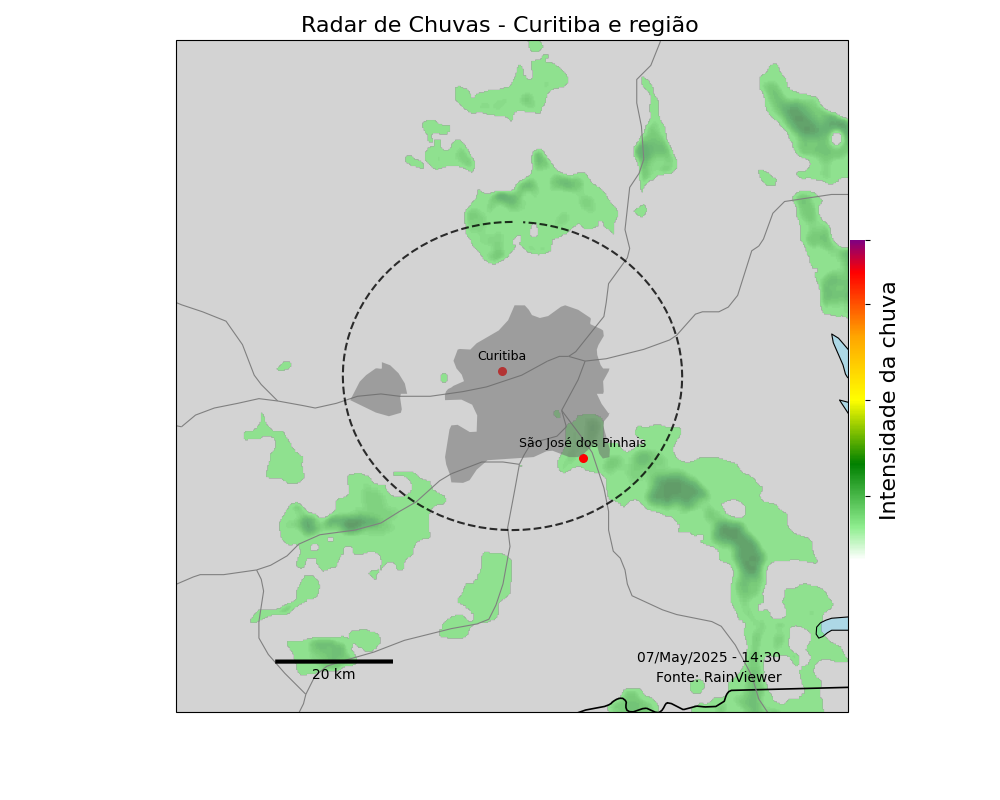 Radar de Chuvas - Curitiba e região
Curitiba
São José dos Pinhais
Intensidade da chuva
07/May/2025 - 14:30
Fonte: RainViewer
20 km